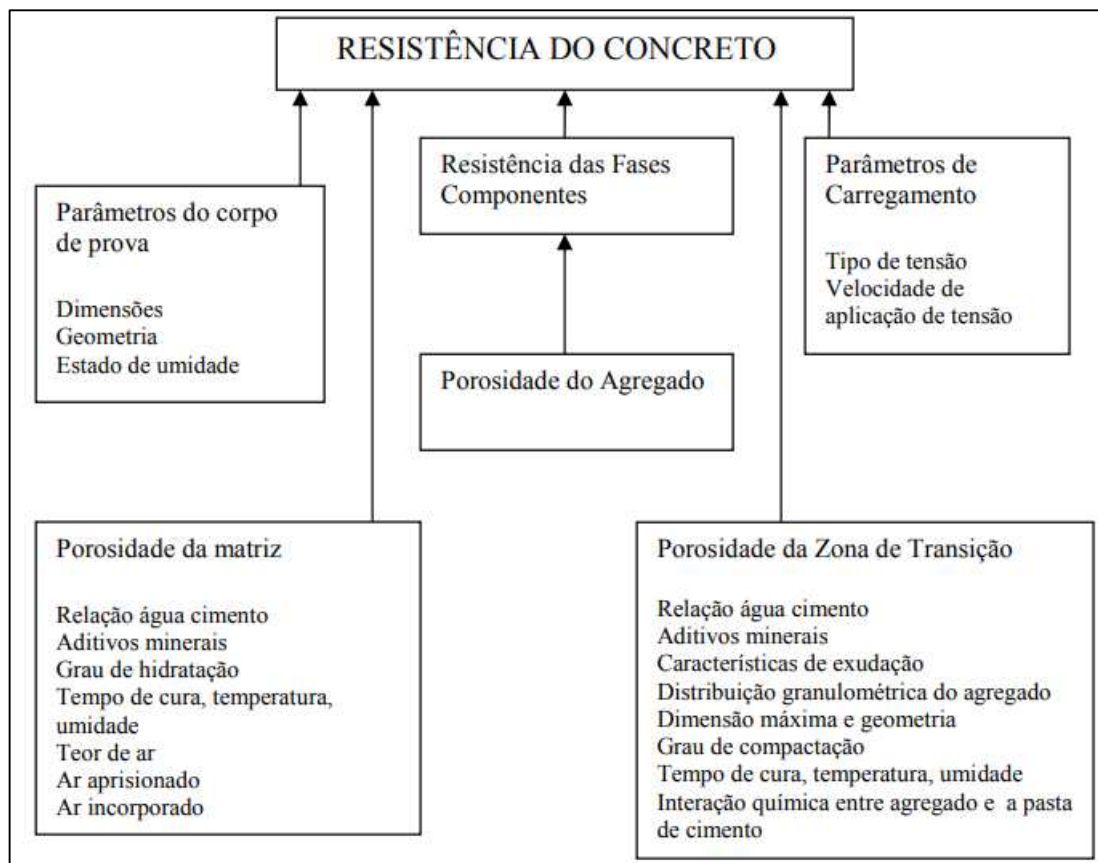 RESISTÊNCIA DO CONCRETO
Parâmetros do corpo
de prova
Dimensões
Geometria
Estado de umidade
Resistência das Fases
Componentes
Parâmetros de
Carregamento
Tipo de tensão
Velocidade de
aplicação de tensão
Porosidade do Agregado
Porosidade da matriz
Relação água cimento
Aditivos minerais
Grau de hidratação
Tempo de cura, temperatura,
umidade
Teor de ar
Ar aprisionado
Ar incorporado
Porosidade da Zona de Transição
Relação água cimento
Aditivos minerais
Características de exudação
Distribuição granulométrica do agregado
Dimensão máxima e geometria
Grau de compactação
Tempo de cura, temperatura, umidade
Interação química entre agregado e a pasta
de cimento